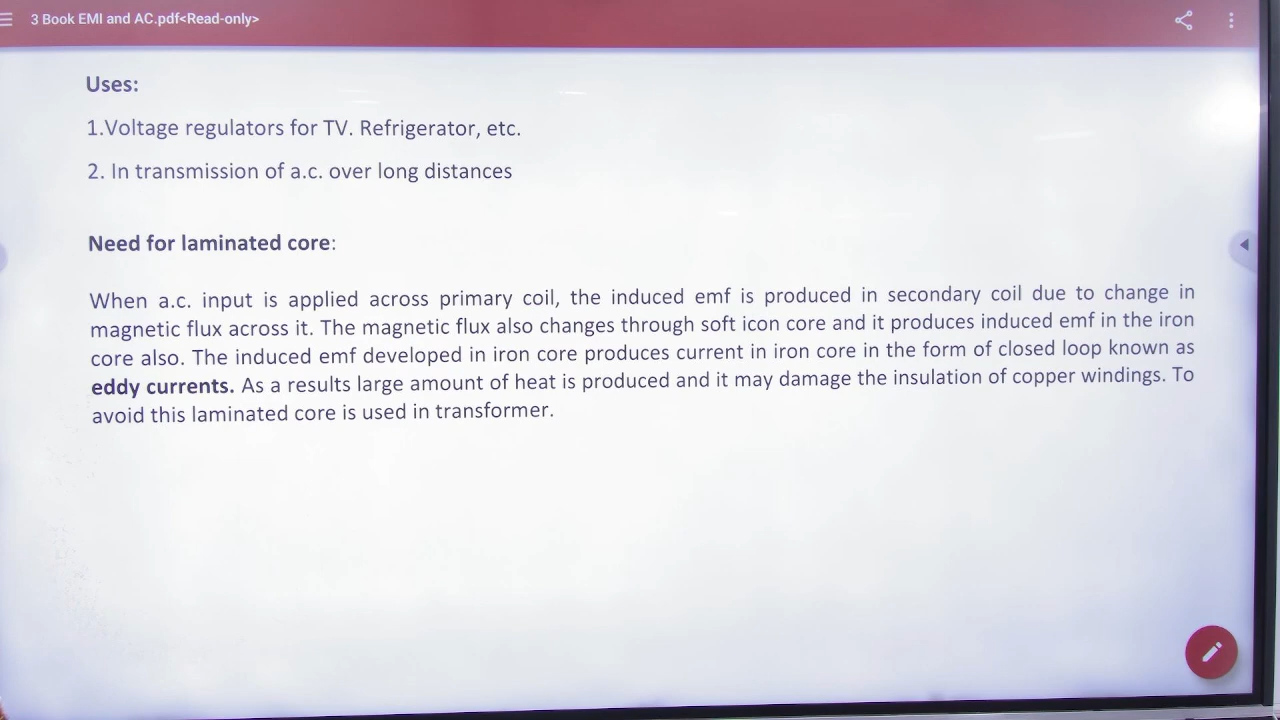 3 Book EMI and AC.pdf<Read-only>
Uses:
1.Voltage regulators for TV. Refrigerator, etc.
2. In transmission of a.c. over long distances
Need for laminated core:
When a.c. input is applied across primary coil, the induced emf is produced in secondary coil due to change in
magnetic flux across it. The magnetic flux also changes through soft icon core and it produces induced emf in the iron
core also. The induced emf developed in iron core produces current in iron core in the form of closed loop known as
eddy currents. As a results large amount of heat is produced and it may damage the insulation of copper windings. To
avoid this laminated core is used in transformer.